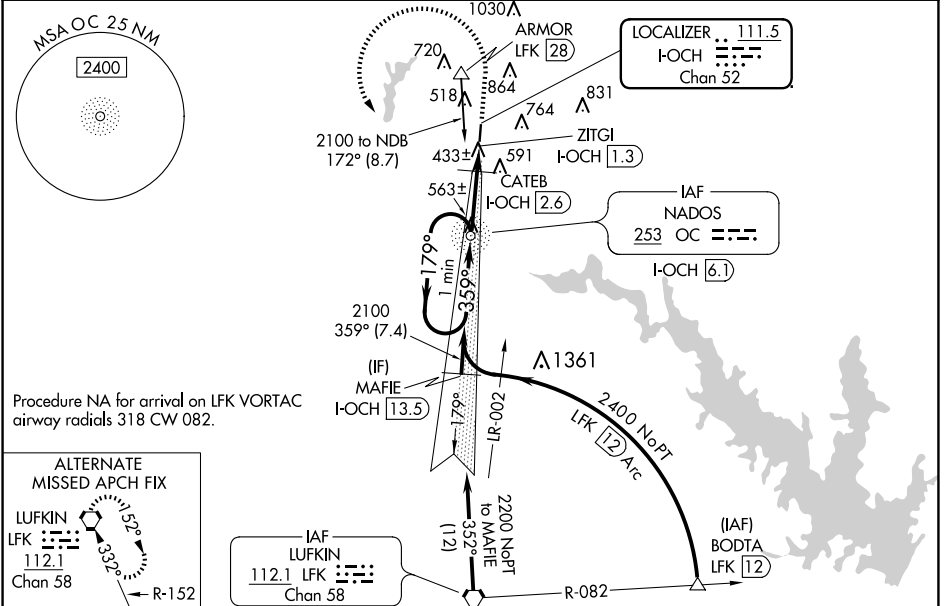 MSA OC 25 NM
2400
1030
ARMOR
LFK 28
720
864
518
764
831
2100 to NDB
172° (8.7)
LOCALIZER 111.5
I-OCH
Chan 52
ZITGI
I-OCH 1.3
433±
591
CATEB
I-OCH 2.6
563±
IAF
NADOS
253 OC
I-OCH 6.1
179°
1 min
359°
2100
359° (7.4)
(IF)
MAFIE
I-OCH 13.5
1361
179°
LR-002
2400 NoPT
LFK 12 Arc
Procedure NA for arrival on LFK VORTAC
airway radials 318 CW 082.
ALTERNATE
MISSED APCH FIX
LUFKIN
LFK
112.1
Chan 58
152°
332°
R-152
IAF
LUFKIN
112.1 LFK
Chan 58
2200 NoPT
to MAFIE
352°
(12)
R-082
(IAF)
BODTA
LFK 12